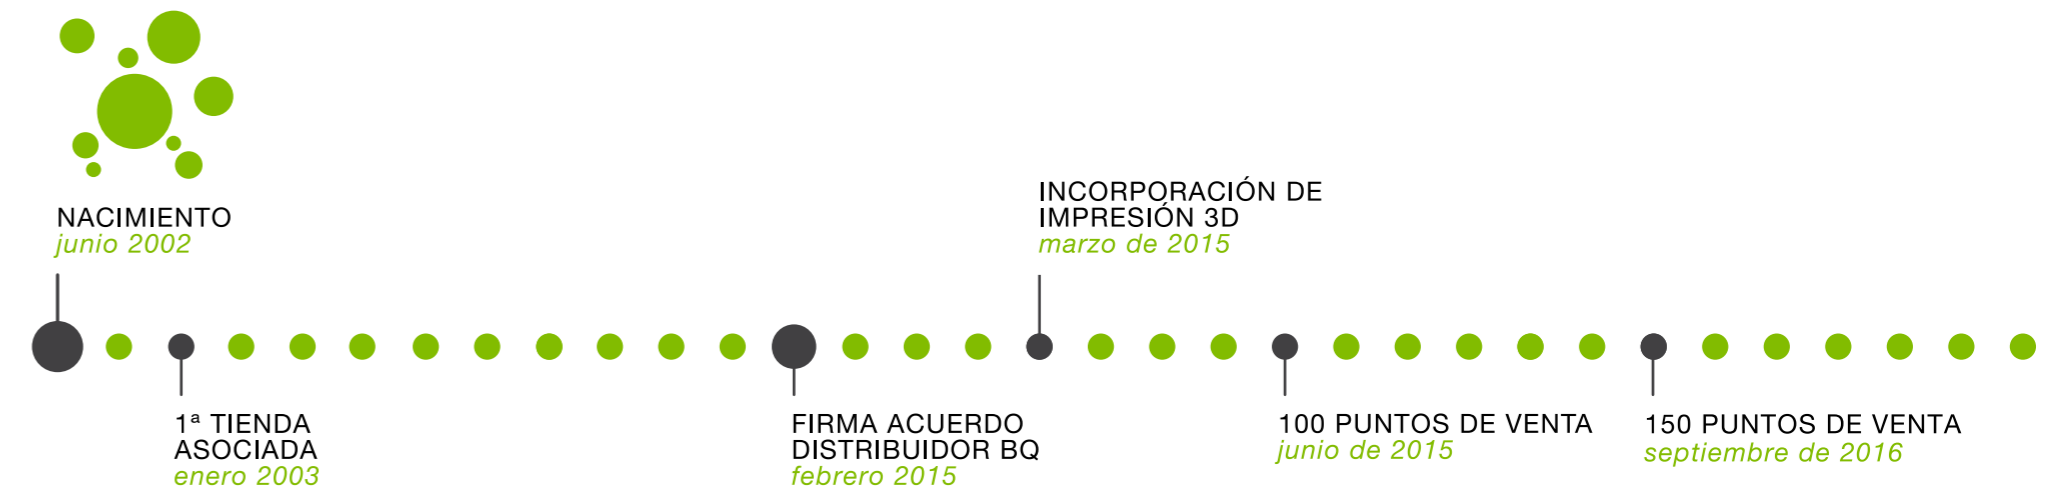 NACIMIENTO
junio 2002
1ª TIENDA
ASOCIADA
enero 2003
FIRMA ACUERDO
DISTRIBUIDOR BQ
febrero 2015
INCORPORACIÓN DE
IMPRESIÓN 3D
marzo de 2015
100 PUNTOS DE VENTA
junio de 2015
150 PUNTOS DE VENTA
septiembre de 2016